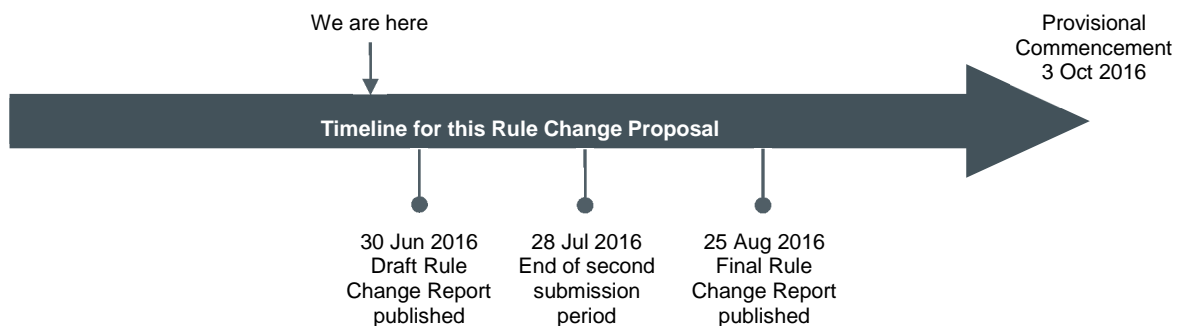 We are here
Provisional
Commencement
3 Oct 2016
Timeline for this Rule Change Proposal
30 Jun 2016
Draft Rule
Change Report
published
28 Jul 2016
End of second
submission
period
25 Aug 2016
Final Rule
Change Report
published